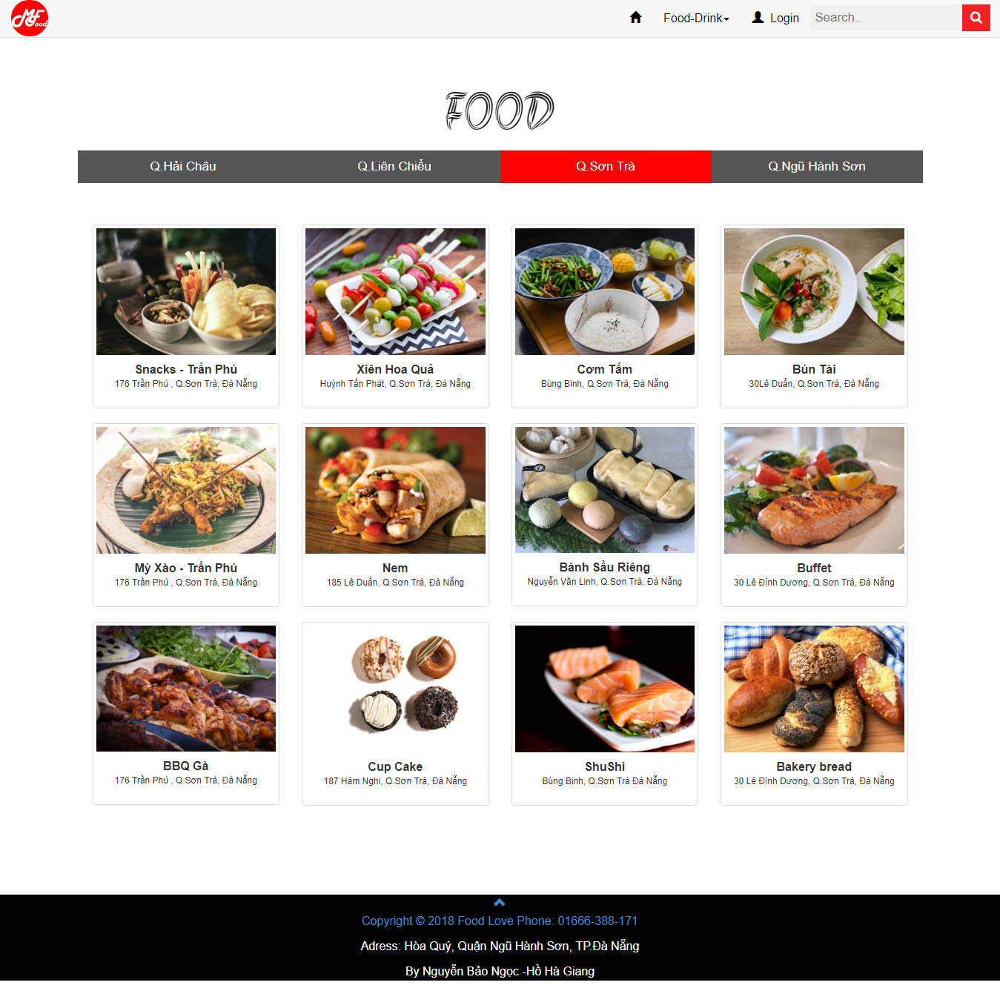 MF
ood
Food-Drink
Login
Search..
FOOD
Q.Hải Châu
Q.Liên Chiểu
Q.Sơn Trà
Q.Ngũ Hành Sơn
Snacks - Trần Phú
176 Trần Phú , Q.Sơn Trà, Đà Nẵng
Xiên Hoa Quả
Huỳnh Tấn Phát, Q.Sơn Trà, Đà Nẵng
Cơm Tấm
Bùng Binh, Q.Sơn Trà, Đà Nẵng
Bún Tái
30Lê Duẩn, Q.Sơn Trà, Đà Nẵng
Mỳ Xào - Trần Phú
176 Trần Phú , Q.Sơn Trà, Đà Nẵng
Nem
185 Lê Duẩn, Q.Sơn Trà, Đà Nẵng
Bánh Sầu Riêng
Nguyễn Văn Linh, Q.Sơn Trà, Đà Nẵng
Buffet
30 Lê Đình Dương, Q.Sơn Trà, Đà Nẵng
BBQ Gà
176 Trần Phú , Q.Sơn Trà, Đà Nẵng
Cup Cake
187 Hàm Nghi, Q.Sơn Trà, Đà Nẵng
ShuShi
Bùng Binh, Q.Sơn Trà Đà Nẵng
Bakery bread
30 Lê Đình Dương, Q.Sơn Trà, Đà Nẵng
Copyright © 2018 Food Love Phone: 01666-388-171
Adress: Hòa Quý, Quận Ngũ Hành Sơn, TP.Đà Nẵng
By Nguyễn Bảo Ngọc -Hồ Hà Giang